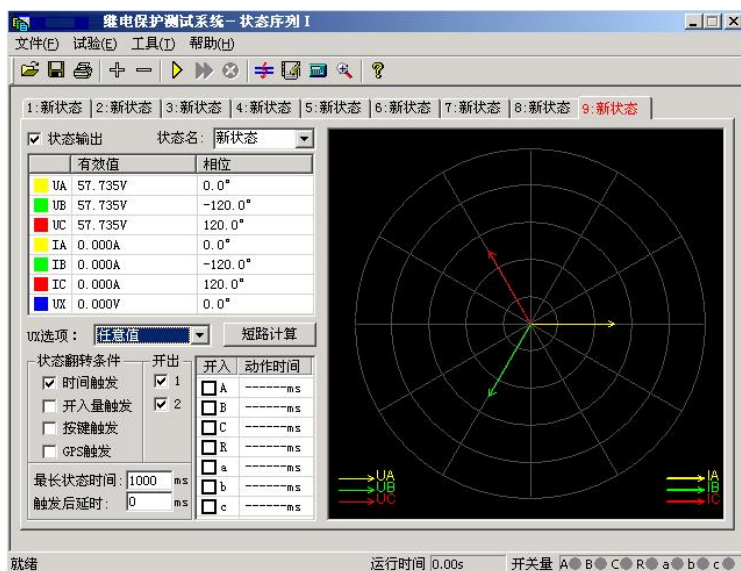 继电保护测试系统-状态序列 I
文件(F) 试验(E) 工具(T) 帮助(H)
1:新状态 2:新状态 3:新状态 4:新状态 5:新状态 6:新状态 7:新状态 8:新状态 9:新状态
状态输出 状态名: 新状态
有效值 相位
UA 57.735V 0.0°
UB 57.735V -120.0°
UC 57.735V 120.0°
IA 0.000A 0.0°
IB 0.000A -120.0°
IC 0.000A 120.0°
UX 0.000V 0.0°
UX选项: 任意值 短路计算
状态翻转条件 开出 开入 动作时间
时间触发 1 A ------ms
开入量触发 2 B ------ms
按键触发 C ------ms
GPS触发 R ------ms
a ------ms
最长状态时间: 1000 ms b ------ms
触发后延时: 0 ms c ------ms
UA IA
UB IB
UC IC
就绪 运行时间 0.00s 开关量 A B C R a b c